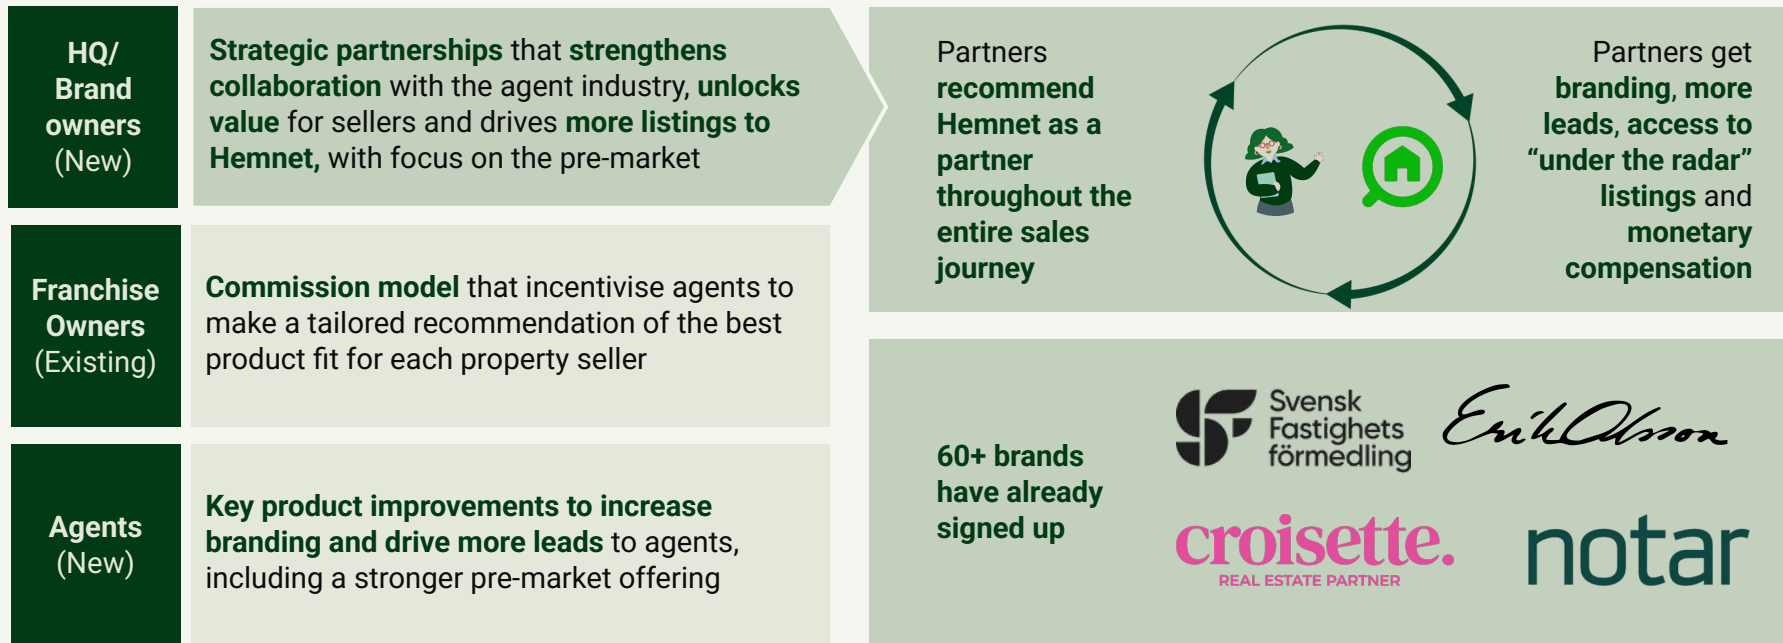 HQ/
Brand
owners
(New)
Strategic partnerships that strengthens
collaboration with the agent industry, unlocks
value for sellers and drives more listings to
Hemnet, with focus on the pre-market
Franchise
Owners
(Existing)
Commission model that incentivise agents to
make a tailored recommendation of the best
product fit for each property seller
Agents
(New)
Key product improvements to increase
branding and drive more leads to agents,
including a stronger pre-market offering
Partners
recommend
Hemnet as a
partner
throughout the
entire sales
journey
Partners get
branding, more
leads, access to
“under the radar”
listings and
monetary
compensation
60+ brands
have already
signed up
Svensk
Fastighets
förmedling
Erik Olsson
croisette.
REAL ESTATE PARTNER
notar